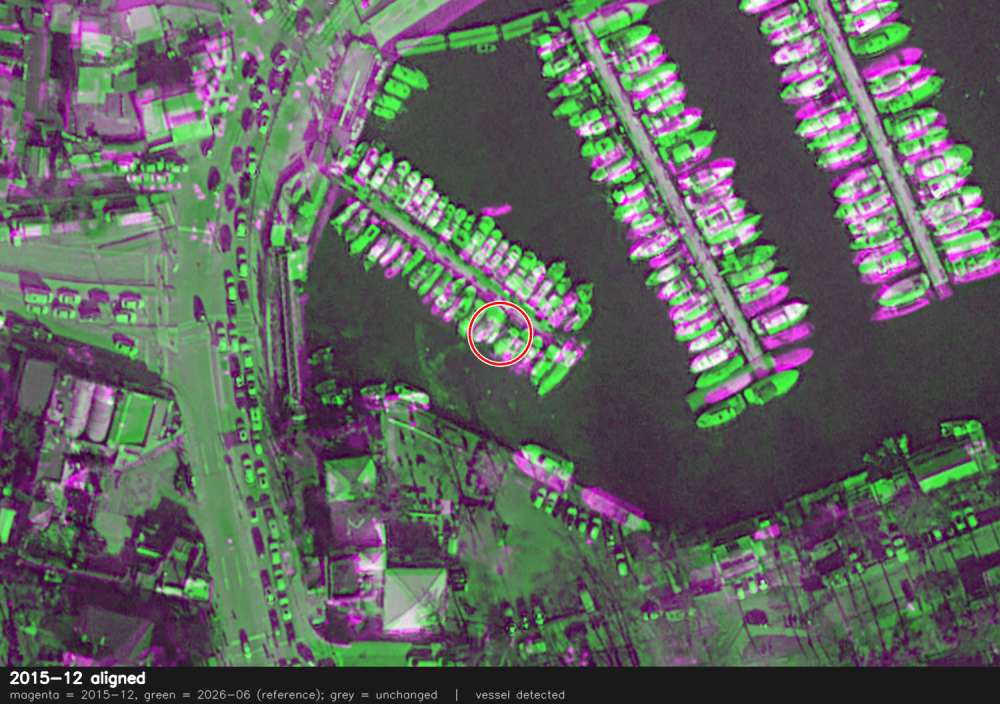 2015-12 aligned
magenta = 2015-12, green = 2026-06 (reference); grey = unchanged | vessel detected